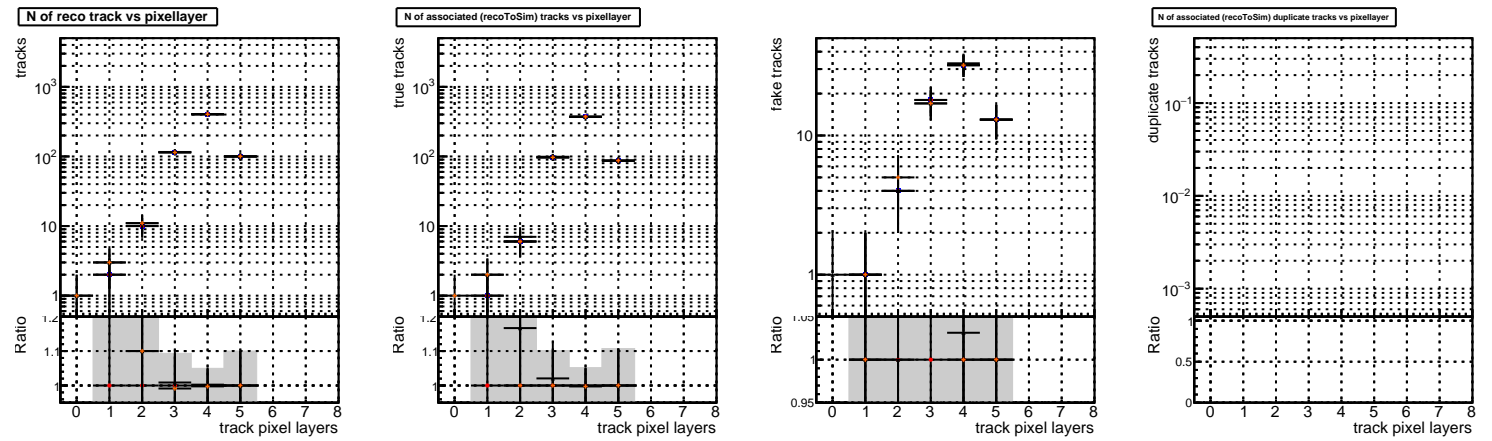 N of reco track vs pixellayer
tracks
10³
10²
10
1
Ratio
1.2
1.1
1
0 1 2 3 4 5 6 7 8
track pixel layers
N of associated (recoToSim) tracks vs pixellayer
true tracks
10³
10²
10
1
Ratio
1.2
1.1
1
0 1 2 3 4 5 6 7 8
track pixel layers
fake tracks
10
1
Ratio
1.05
1
0.95
0 1 2 3 4 5 6 7 8
track pixel layers
N of associated (recoToSim) duplicate tracks vs pixellayer
duplicate tracks
10⁻¹
10⁻²
10⁻³
Ratio
1
0.5
0
0 1 2 3 4 5 6 7 8
track pixel layers